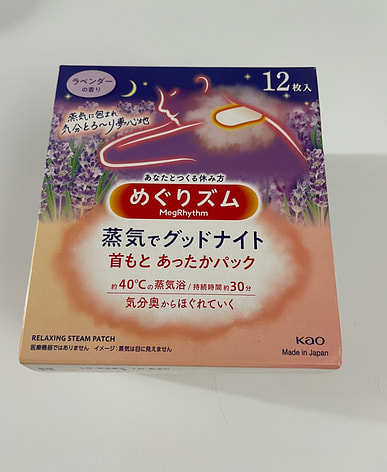 ラベンダー
の香り
12枚入
蒸気に包まれ
気分とろ~り夢心地
あなたとつくる休み方
めぐりズム
MegRhythm
蒸気でグッドナイト
首もと あったかパック
約40℃の蒸気浴/持続時間 約30分
気分奥からほぐれていく
RELAXING STEAM PATCH
医療機器ではありません イメージ:蒸気は目に見えません
Kao
Made in Japan